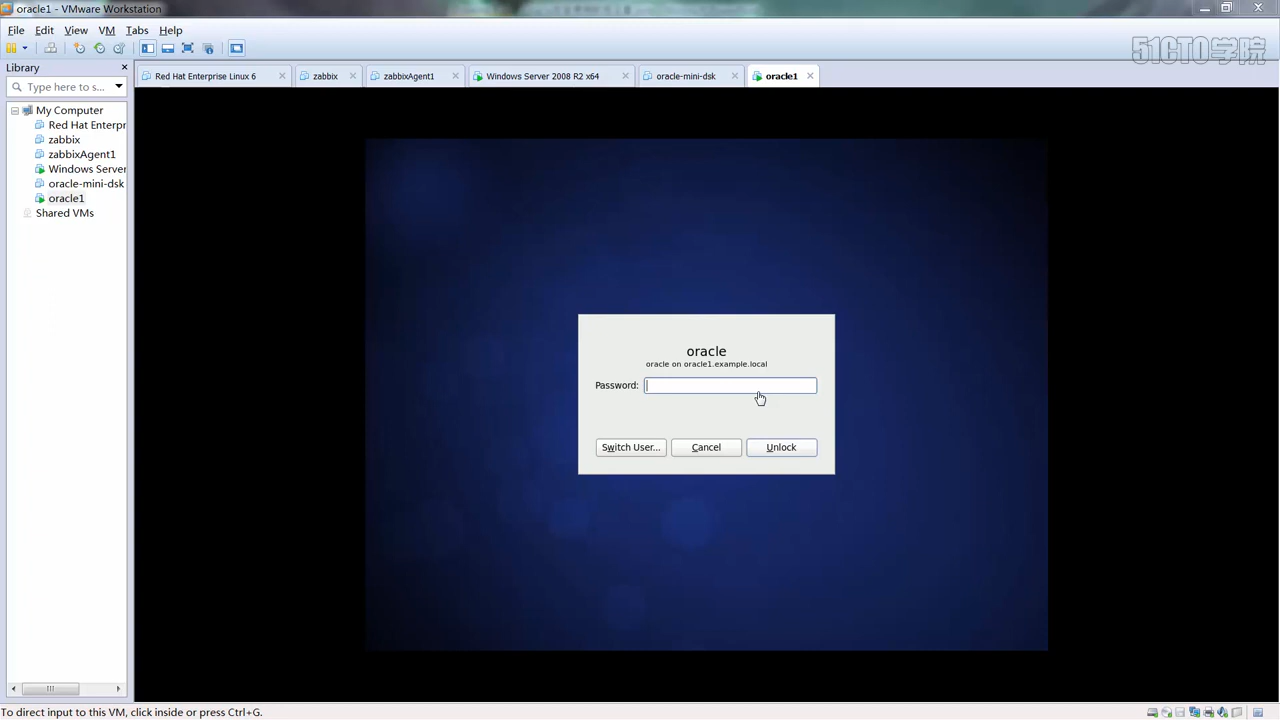 oracle1 - VMware Workstation
File Edit View VM Tabs Help
51CTO学院
Library
Type here to s...
Red Hat Enterprise Linux 6
zabbix
zabbixAgent1
Windows Server 2008 R2 x64
oracle-mini-dsk
oracle1
My Computer
Red Hat Enterpr
zabbix
zabbixAgent1
Windows Server
oracle-mini-dsk
oracle1
Shared VMs
oracle
oracle on oracle1.example.local
Password:
Switch User... Cancel Unlock
To direct input to this VM, click inside or press Ctrl+G.